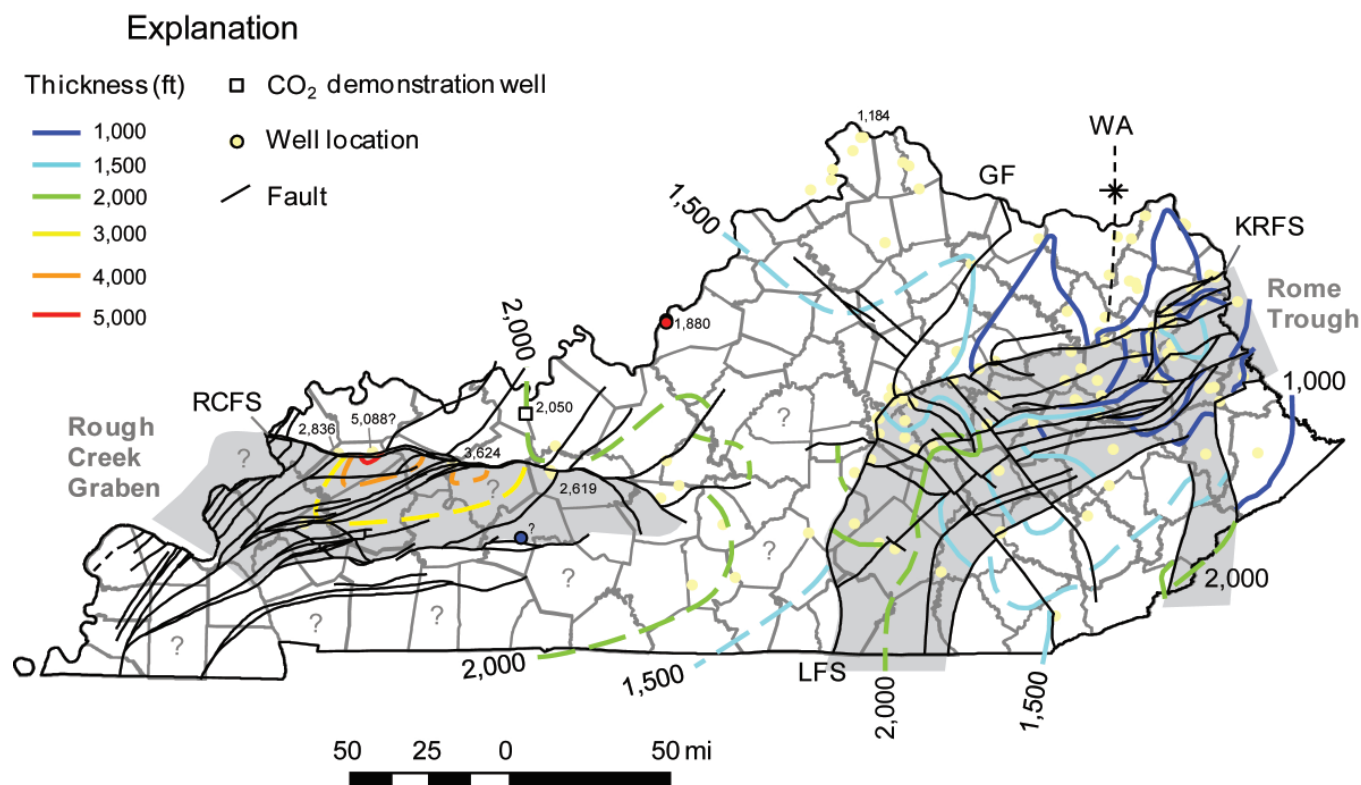 Explanation
Thickness (ft)
1,000
1,500
2,000
3,000
4,000
5,000
CO₂ demonstration well
Well location
Fault
1,184
WA
GF
1,500
KRFS
Rome
Trough
1,880
2,000
1,000
RCFS
2,050
5,088?
2,836
?
Rough
Creek
Graben
?
3,624
?
2,619
?
?
?
?
?
?
?
2,000
2,000
1,500
LFS
2,000
1,500
50 25 0 50 mi